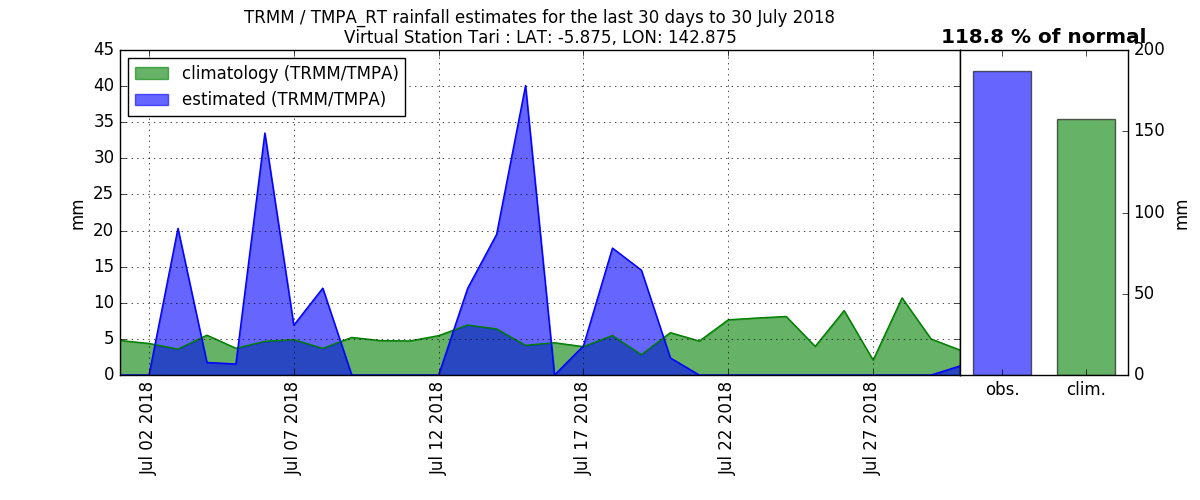 TRMM / TMPA_RT rainfall estimates for the last 30 days to 30 July 2018
Virtual Station Tari : LAT: -5.875, LON: 142.875
118.8 % of normal
climatology (TRMM/TMPA)
estimated (TRMM/TMPA)
45
40
35
30
25
20
15
10
5
0
mm
Jul 02 2018
Jul 07 2018
Jul 12 2018
Jul 17 2018
Jul 22 2018
Jul 27 2018
200
150
100
50
0
mm
obs.
clim.